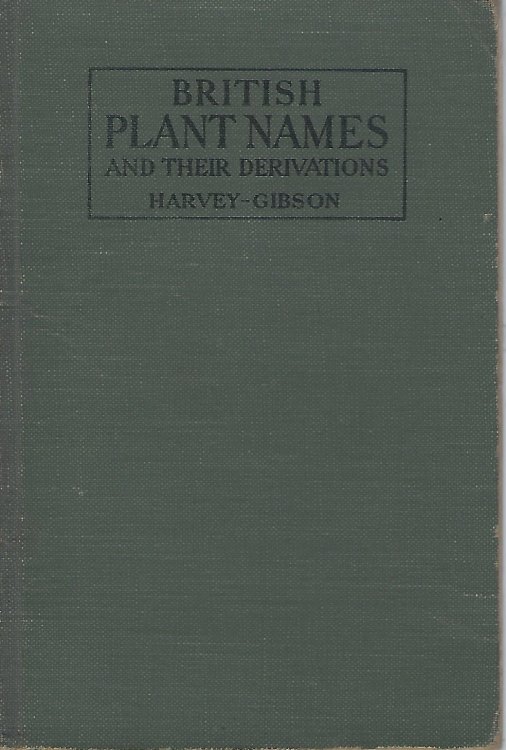 BRITISH
PLANT NAMES
AND THEIR DERIVATIONS
HARVEY-GIBSON